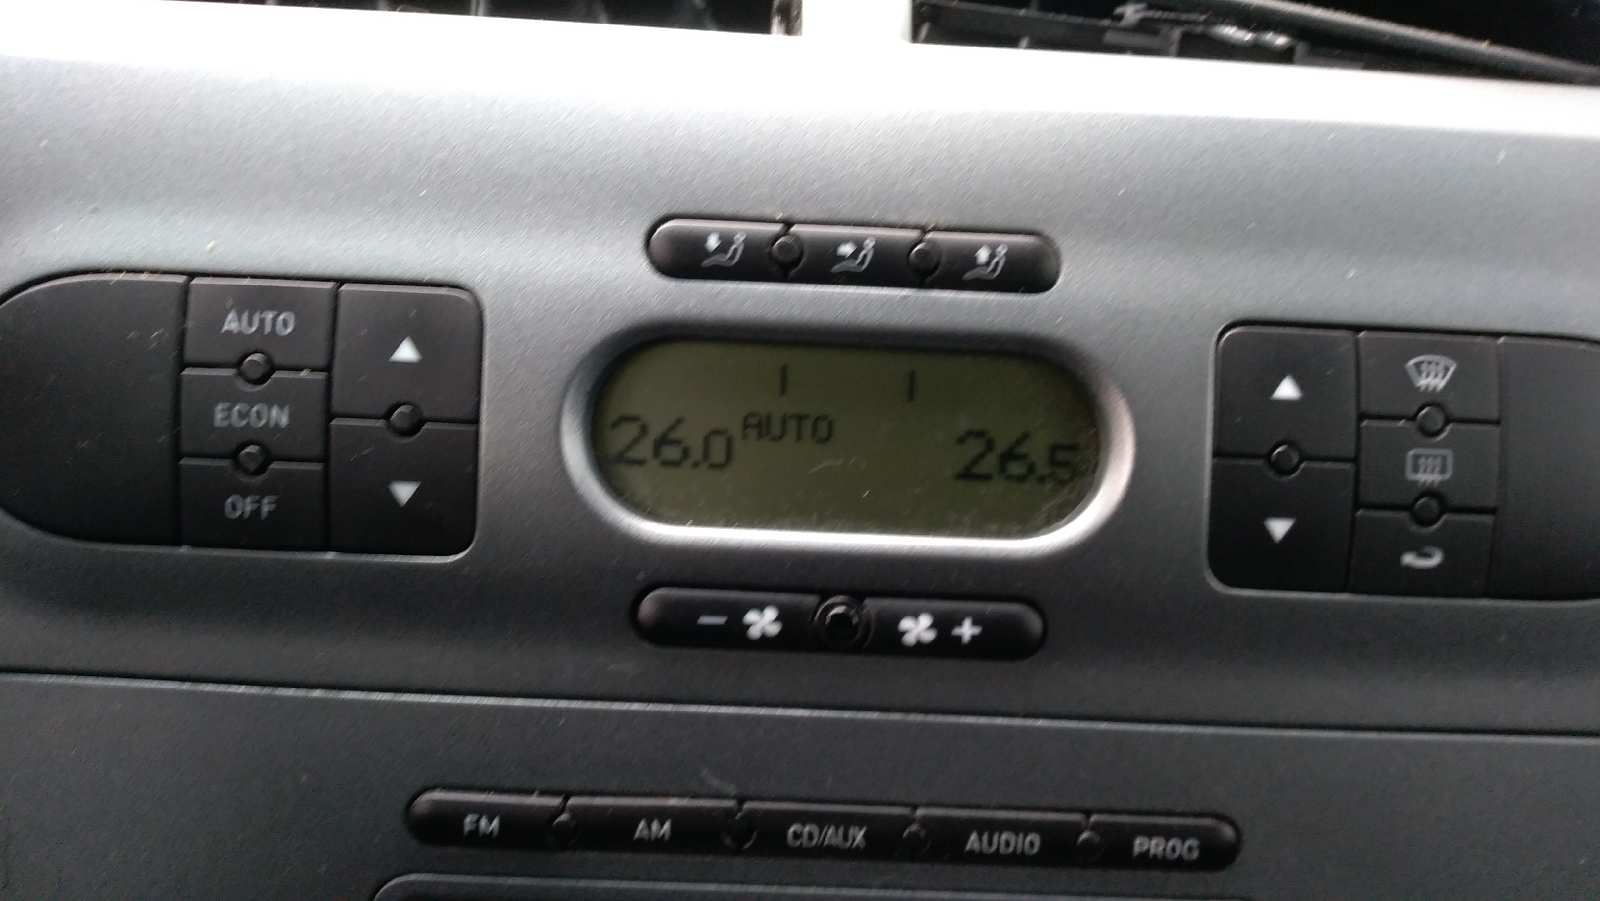 AUTO
ECON
OFF
26.0 AUTO 26.5
- +
FM AM CD/AUX AUDIO PROG